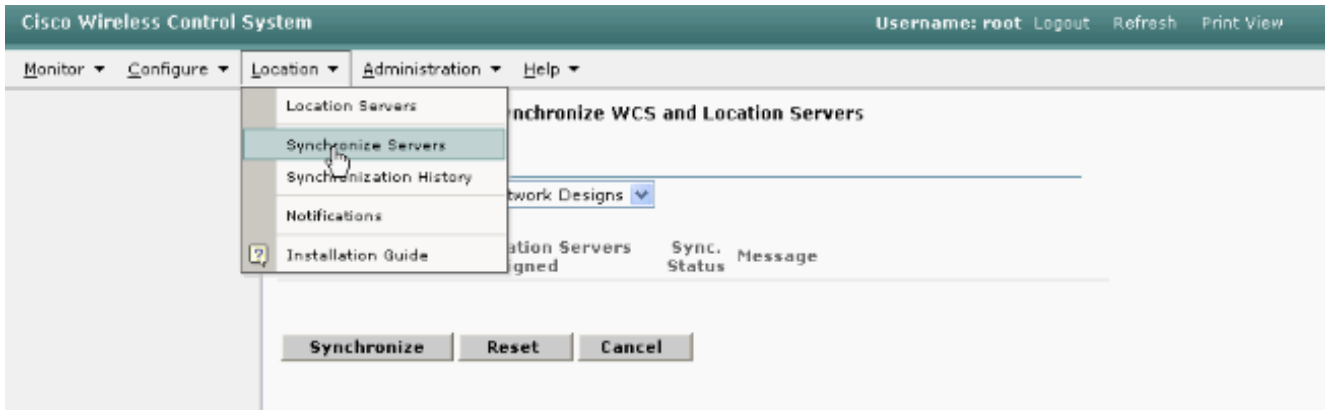 Cisco Wireless Control System Username: root Logout Refresh Print View
Monitor Configure Location Administration Help
Location Servers
nchronize WCS and Location Servers
Synchronize Servers
Synchronization History
twork Designs
Notifications
ation Servers Sync. Message
Installation Guide
igned Status
Synchronize Reset Cancel